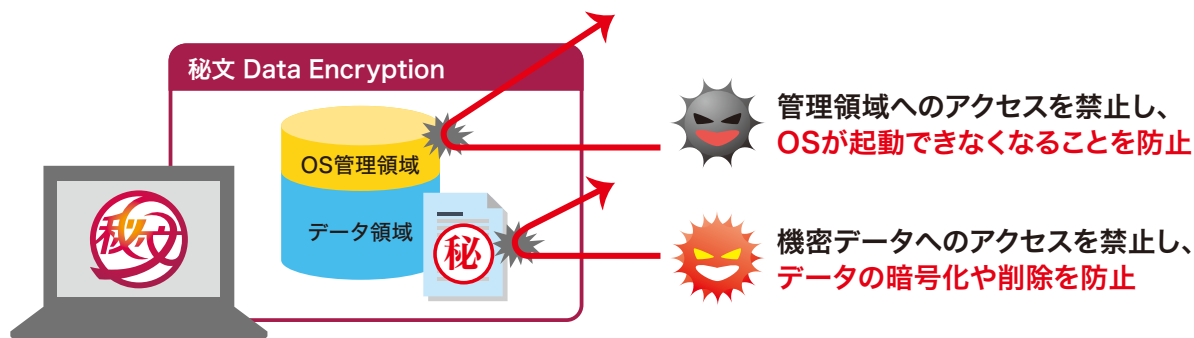 秘文 Data Encryption
OS管理領域
データ領域
秘
秘文
管理領域へのアクセスを禁止し、
OSが起動できなくなることを防止
機密データへのアクセスを禁止し、
データの暗号化や削除を防止